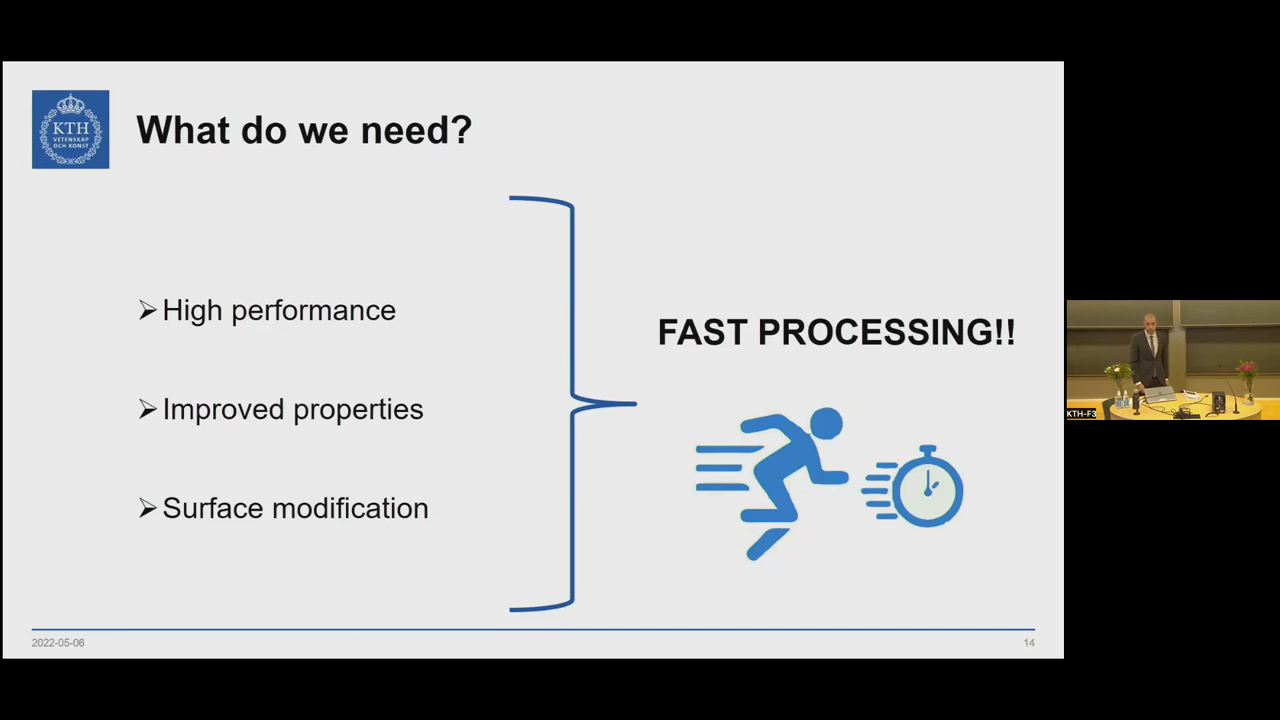 KTH
VETENSKAP
OCH KONST
What do we need?
➢High performance
➢Improved properties
➢Surface modification
FAST PROCESSING!!
2022-05-06
14
KTH-F3